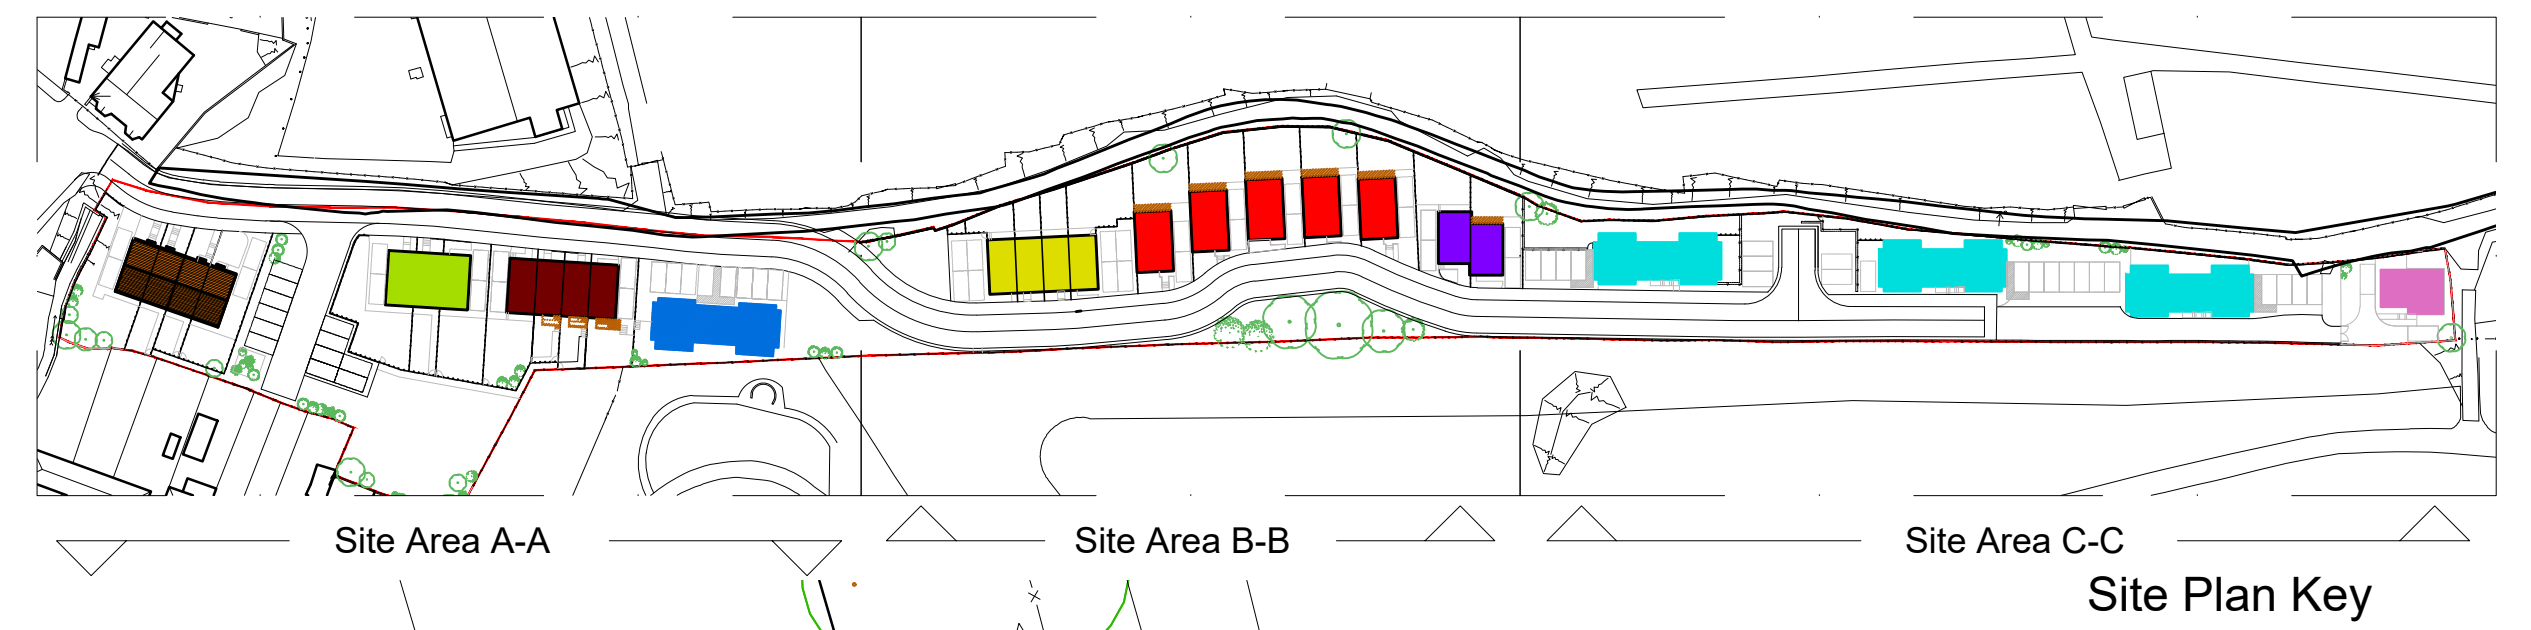 Site Area A-A
Site Area B-B
Site Area C-C
Site Plan Key